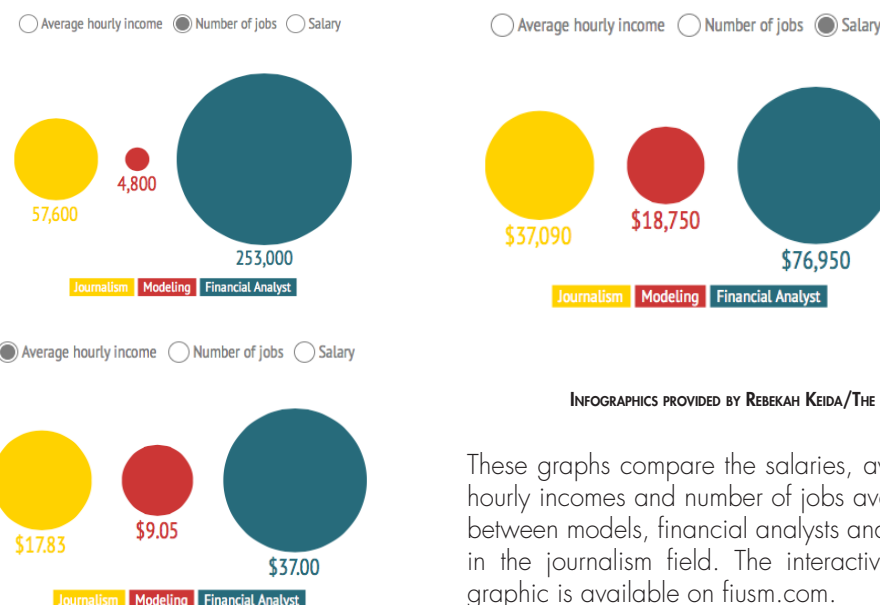 Average hourly income Number of jobs Salary
57,600
4,800
253,000
Journalism Modeling Financial Analyst
Average hourly income Number of jobs Salary
$37,090
$18,750
$76,950
Journalism Modeling Financial Analyst
Average hourly income Number of jobs Salary
$17.83
$9.05
$37.00
Journalism Modeling Financial Analyst
INFOGRAPHICS PROVIDED BY REBEKAH KEIDA/THE
These graphs compare the salaries,
hourly incomes and number of jobs
between models, financial analysts and
in the journalism field. The
graphic is available on fiusm.com.